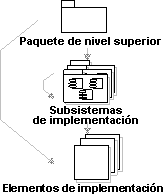 Paquete de nivel superior
Subsistemas
de implementación
Elementos de implementación